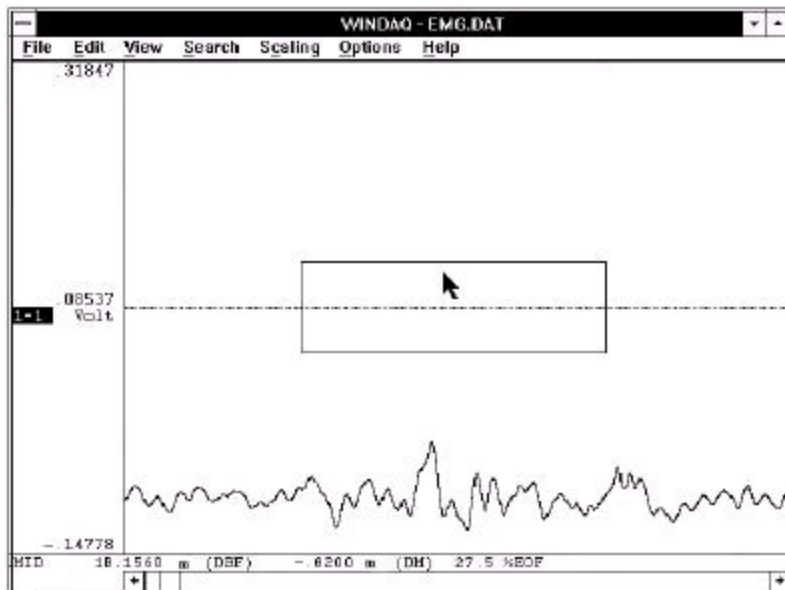 WINDAQ - EMG.DAT
File Edit View Search Scaling Options Help
.31847
.08537
1=1 Volt
-.14778
MID 18.1560 m (DBF) -.0200 m (DM) 27.5 %EOF